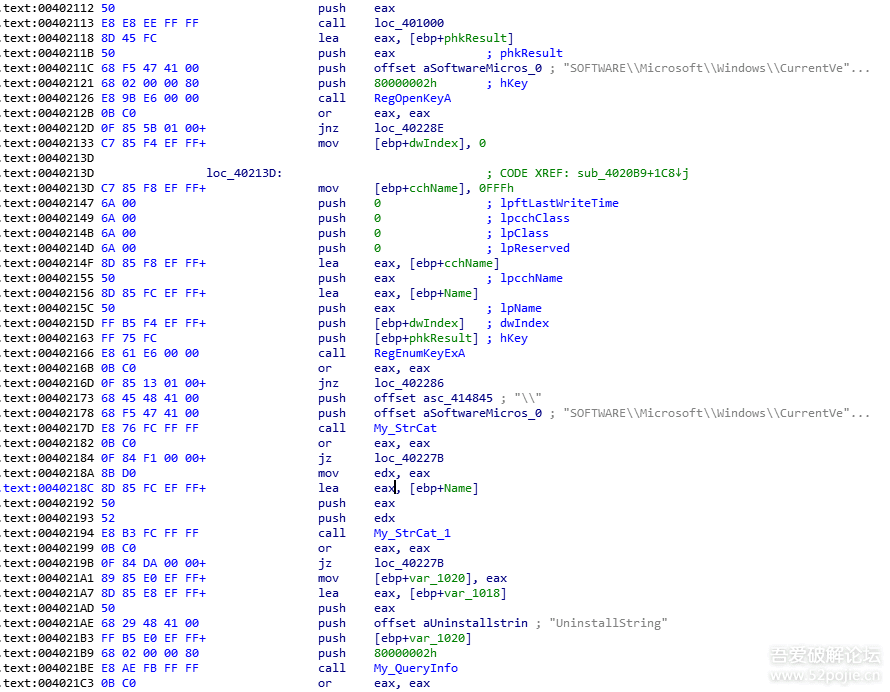 .text:00402112 50 push eax
.text:00402113 E8 E8 EE FF FF call loc_401000
.text:00402118 8D 45 FC lea eax, [ebp+phkResult]
.text:0040211B 50 push eax ; phkResult
.text:0040211C 68 F5 47 41 00 push offset aSoftwareMicros_0 ; "SOFTWARE\\Microsoft\\Windows\\CurrentVe"...
.text:00402121 68 02 00 00 80 push 80000002h ; hKey
.text:00402126 E8 9B E6 00 00 call RegOpenKeyA
.text:0040212B 0B C0 or eax, eax
.text:0040212D 0F 85 5B 01 00+ jnz loc_40228E
.text:00402133 C7 85 F4 EF FF+ mov [ebp+dwIndex], 0
.text:0040213D
.text:0040213D loc_40213D: ; CODE XREF: sub_4020B9+1C8↓j
.text:0040213D C7 85 F8 EF FF+ mov [ebp+cchName], 0FFFh
.text:00402147 6A 00 push 0 ; lpftLastWriteTime
.text:00402149 6A 00 push 0 ; lpcchClass
.text:0040214B 6A 00 push 0 ; lpClass
.text:0040214D 6A 00 push 0 ; lpReserved
.text:0040214F 8D 85 F8 EF FF+ lea eax, [ebp+cchName]
.text:00402155 50 push eax ; lpcchName
.text:00402156 8D 85 FC EF FF+ lea eax, [ebp+Name]
.text:0040215C 50 push eax ; lpName
.text:0040215D FF B5 F4 EF FF+ push [ebp+dwIndex] ; dwIndex
.text:00402163 FF 75 FC push [ebp+phkResult] ; hKey
.text:00402166 E8 61 E6 00 00 call RegEnumKeyExA
.text:0040216B 0B C0 or eax, eax
.text:0040216D 0F 85 13 01 00+ jnz loc_402286
.text:00402173 68 45 48 41 00 push offset asc_414845 ; "\\"
.text:00402178 68 F5 47 41 00 push offset aSoftwareMicros_0 ; "SOFTWARE\\Microsoft\\Windows\\CurrentVe"...
.text:0040217D E8 76 FC FF FF call My_StrCat
.text:00402182 0B C0 or eax, eax
.text:00402184 0F 84 F1 00 00+ jz loc_40227B
.text:0040218A 8B D0 mov edx, eax
.text:0040218C 8D 85 FC EF FF+ lea eax, [ebp+Name]
.text:00402192 50 push eax
.text:00402193 52 push edx
.text:00402194 E8 B3 FC FF FF call My_StrCat_1
.text:00402199 0B C0 or eax, eax
.text:0040219B 0F 84 DA 00 00+ jz loc_40227B
.text:004021A1 89 85 E0 EF FF+ mov [ebp+var_1020], eax
.text:004021A7 8D 85 E8 EF FF+ lea eax, [ebp+var_1018]
.text:004021AD 50 push eax
.text:004021AE 68 29 48 41 00 push offset aUninstallstrin ; "UninstallString"
.text:004021B3 FF B5 E0 EF FF+ push [ebp+var_1020]
.text:004021B9 68 02 00 00 80 push 80000002h
.text:004021BE E8 AE FB FF FF call My_QueryInfo
.text:004021C3 0B C0 or eax, eax
吾爱破解论坛
www.52pojie.cn